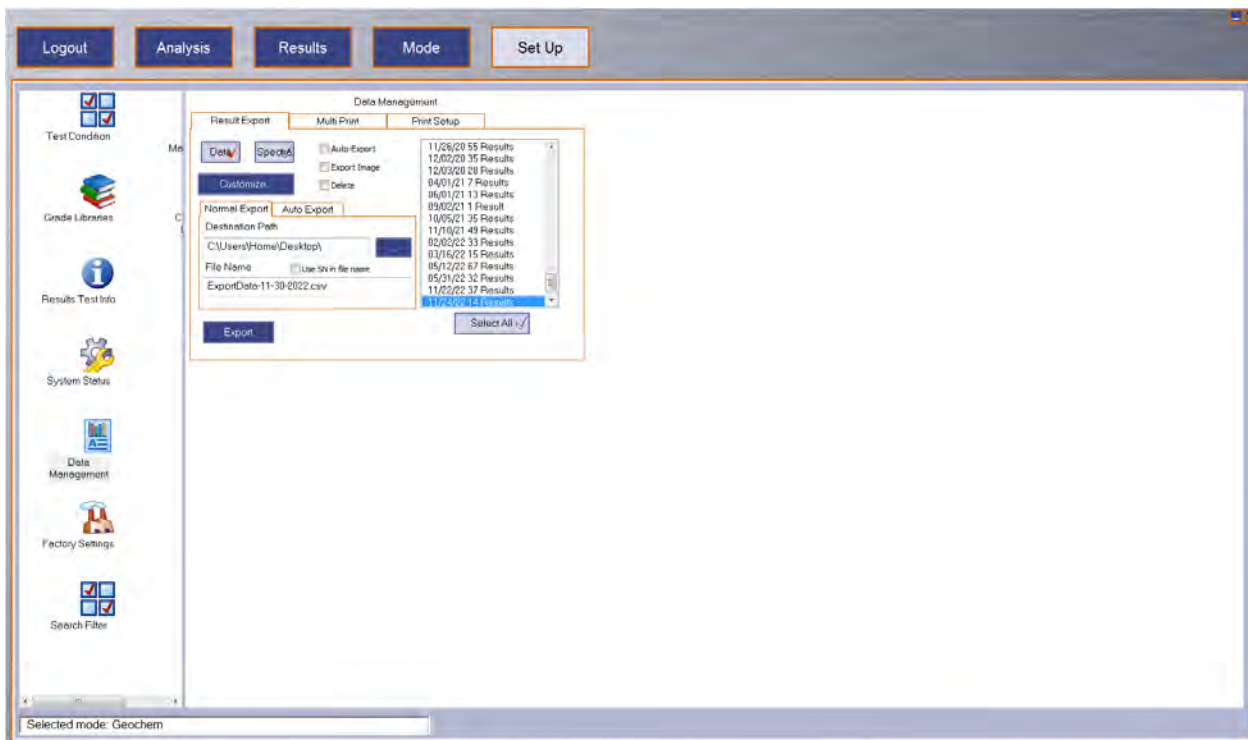 Logout Analysis Results Mode Set Up
Test Condition
Me
Grade Libraries
C
Results Test Info
System Status
Data
Management
Factory Settings
Search Filter
Data Management
Result Export Multi Print Print Setup
Data Spectra Auto Export
Export Image
Customize Delete
Normal Export Auto Export
Destination Path
C:\Users\Home\Desktop\
File Name Use SN in file name
ExportData-11-30-2022.csv
Export
11/26/20 55 Results
12/02/20 35 Results
12/03/20 28 Results
04/01/21 7 Results
06/01/21 13 Results
09/02/21 1 Result
10/05/21 35 Results
11/10/21 49 Results
02/02/22 33 Results
03/16/22 15 Results
05/12/22 67 Results
05/31/22 32 Results
11/22/22 37 Results
11/24/22 14 Results
Select All
Selected mode: Geochem